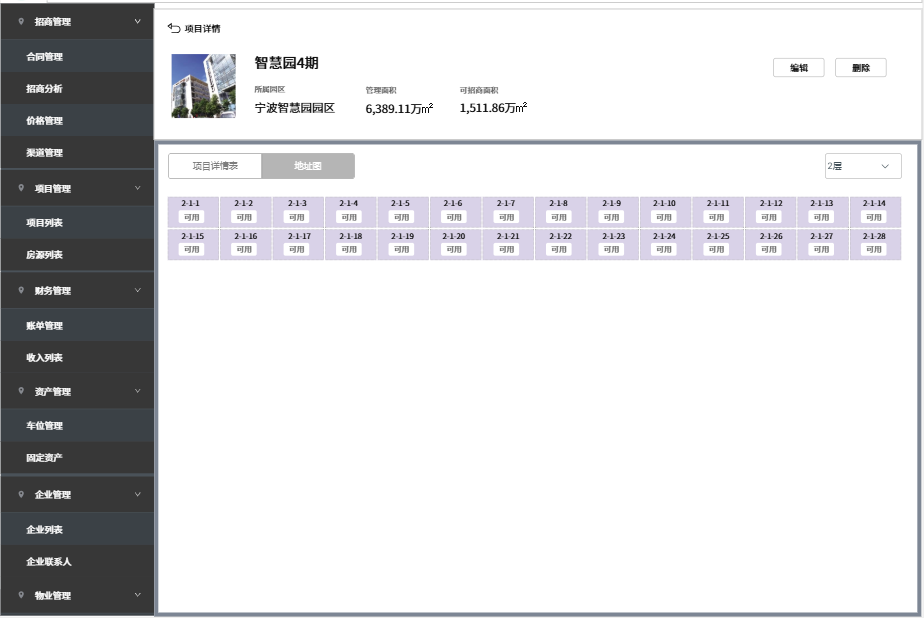 招商管理
合同管理
招商分析
价格管理
渠道管理
项目管理
项目列表
房源列表
财务管理
账单管理
收入列表
资产管理
车位管理
固定资产
企业管理
企业列表
企业联系人
物业管理
项目详情
智慧园4期
编辑 删除
所属园区 管理面积 可招商面积
宁波智慧园园区 6,389.11万㎡ 1,511.86万㎡
项目详情表 地址图 2层
2-1-1 2-1-2 2-1-3 2-1-4 2-1-5 2-1-6 2-1-7 2-1-8 2-1-9 2-1-10 2-1-11 2-1-12 2-1-13 2-1-14
可用 可用 可用 可用 可用 可用 可用 可用 可用 可用 可用 可用 可用 可用
2-1-15 2-1-16 2-1-17 2-1-18 2-1-19 2-1-20 2-1-21 2-1-22 2-1-23 2-1-24 2-1-25 2-1-26 2-1-27 2-1-28
可用 可用 可用 可用 可用 可用 可用 可用 可用 可用 可用 可用 可用 可用